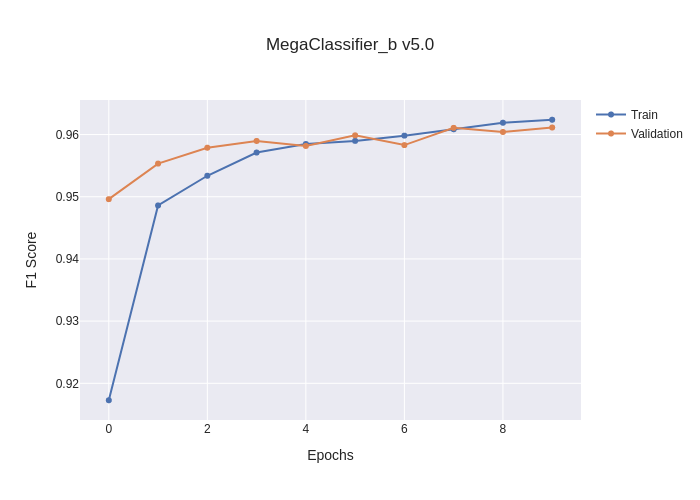 MegaClassifier_b v5.0
Train
Validation
F1 Score
0.96
0.95
0.94
0.93
0.92
0
2
4
6
8
Epochs